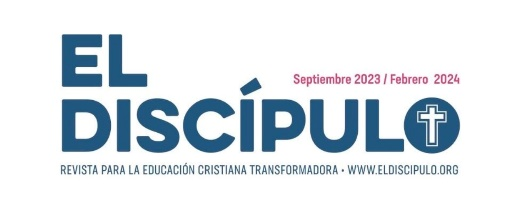 EL
Septiembre 2023 / Febrero 2024
DISCÍPULO
REVISTA PARA LA EDUCACIÓN CRISTIANA TRANSFORMADORA • WWW.ELDISCIPULO.ORG